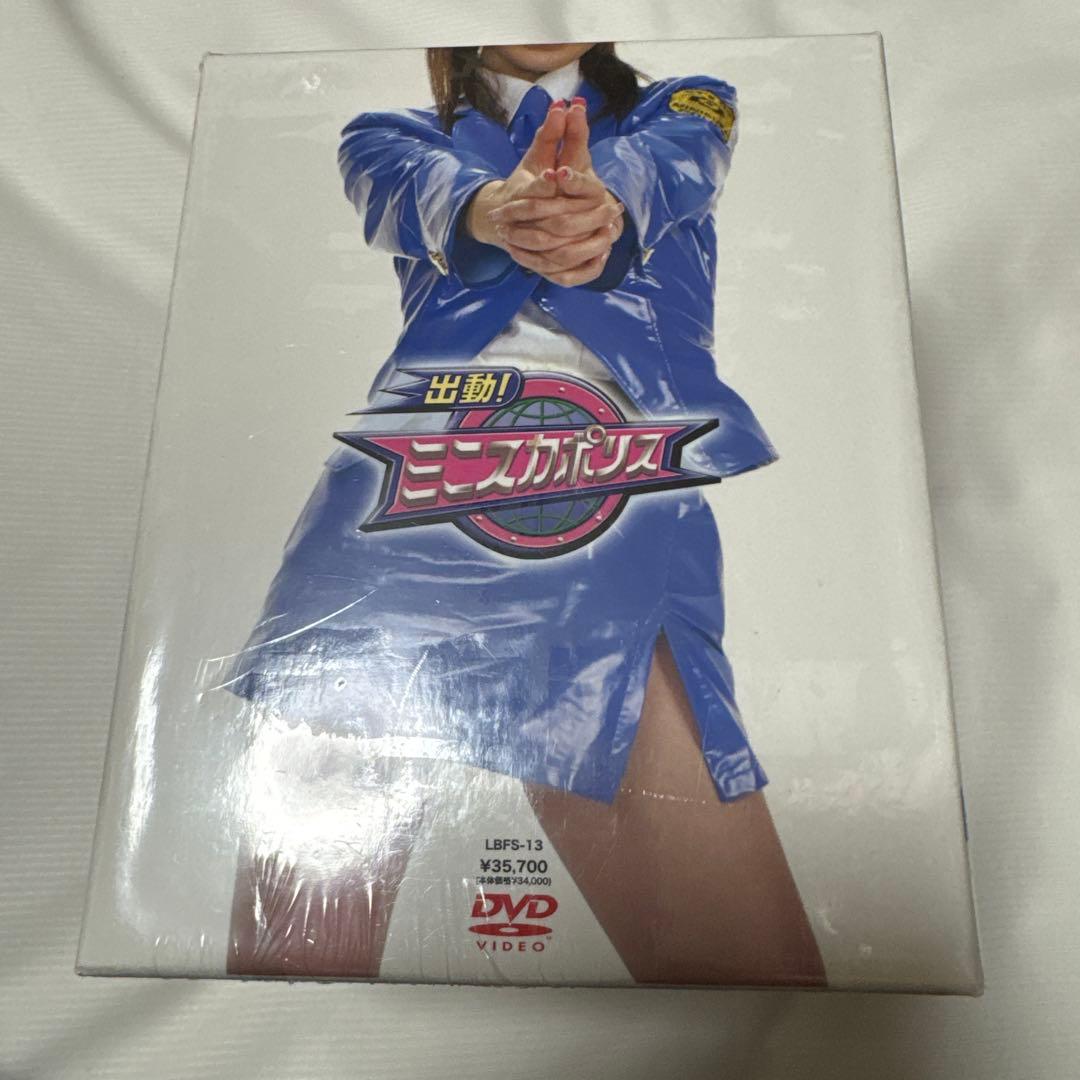 出動!
ミニスカポリス
LBFS-13
¥35,700
(本体価格¥34,000)
DVD
VIDEO